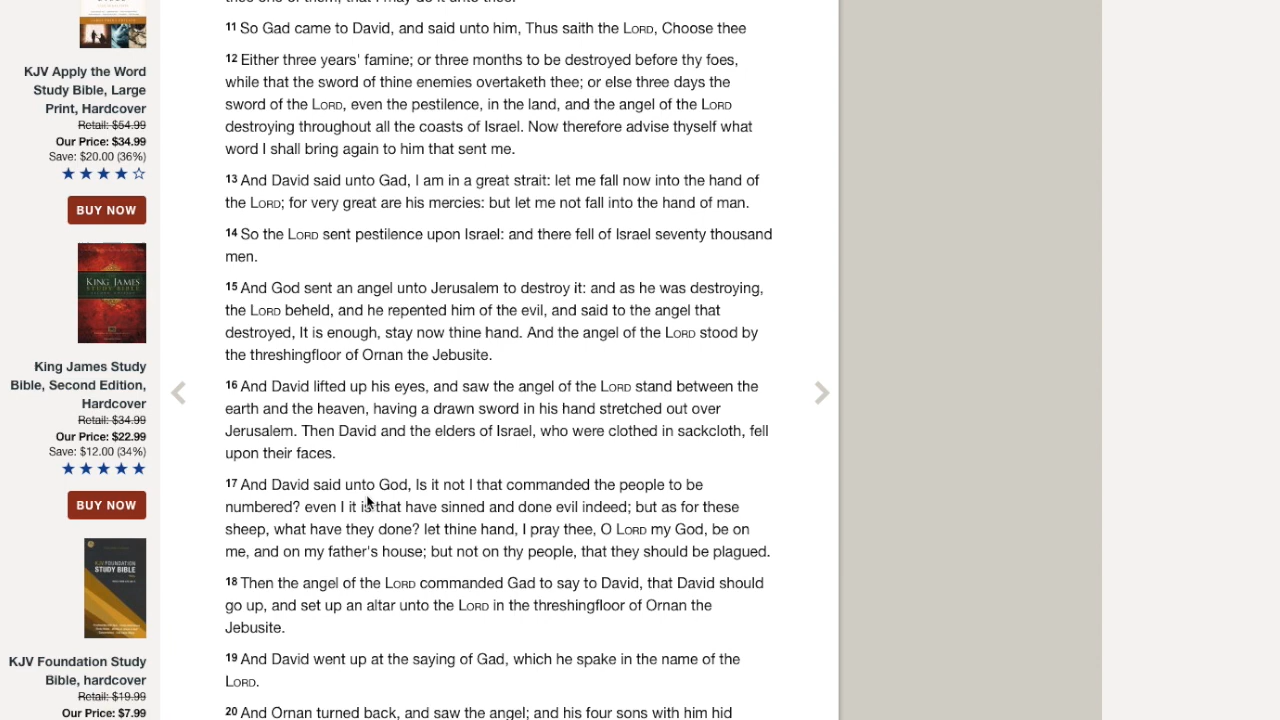 KJV Apply the Word
Study Bible, Large
Print, Hardcover
Retail: $54.99
Our Price: $34.99
Save: $20.00 (36%)
BUY NOW
KING JAMES
STUDY BIBLE
King James Study
Bible, Second Edition,
Hardcover
Retail: $34.99
Our Price: $22.99
Save: $12.00 (34%)
BUY NOW
KJV FOUNDATION
STUDY BIBLE
KJV Foundation Study
Bible, hardcover
Retail: $19.99
Our Price: $7.99
11 So Gad came to David, and said unto him, Thus saith the LORD, Choose thee
12 Either three years' famine; or three months to be destroyed before thy foes,
while that the sword of thine enemies overtaketh thee; or else three days the
sword of the LORD, even the pestilence, in the land, and the angel of the LORD
destroying throughout all the coasts of Israel. Now therefore advise thyself what
word I shall bring again to him that sent me.
13 And David said unto Gad, I am in a great strait: let me fall now into the hand of
the LORD; for very great are his mercies: but let me not fall into the hand of man.
14 So the LORD sent pestilence upon Israel: and there fell of Israel seventy thousand
men.
15 And God sent an angel unto Jerusalem to destroy it: and as he was destroying,
the LORD beheld, and he repented him of the evil, and said to the angel that
destroyed, It is enough, stay now thine hand. And the angel of the LORD stood by
the threshingfloor of Ornan the Jebusite.
16 And David lifted up his eyes, and saw the angel of the LORD stand between the
earth and the heaven, having a drawn sword in his hand stretched out over
Jerusalem. Then David and the elders of Israel, who were clothed in sackcloth, fell
upon their faces.
17 And David said unto God, Is it not I that commanded the people to be
numbered? even I it is that have sinned and done evil indeed; but as for these
sheep, what have they done? let thine hand, I pray thee, O LORD my God, be on
me, and on my father's house; but not on thy people, that they should be plagued.
18 Then the angel of the LORD commanded Gad to say to David, that David should
go up, and set up an altar unto the LORD in the threshingfloor of Ornan the
Jebusite.
19 And David went up at the saying of Gad, which he spake in the name of the
LORD.
20 And Ornan turned back, and saw the angel; and his four sons with him hid